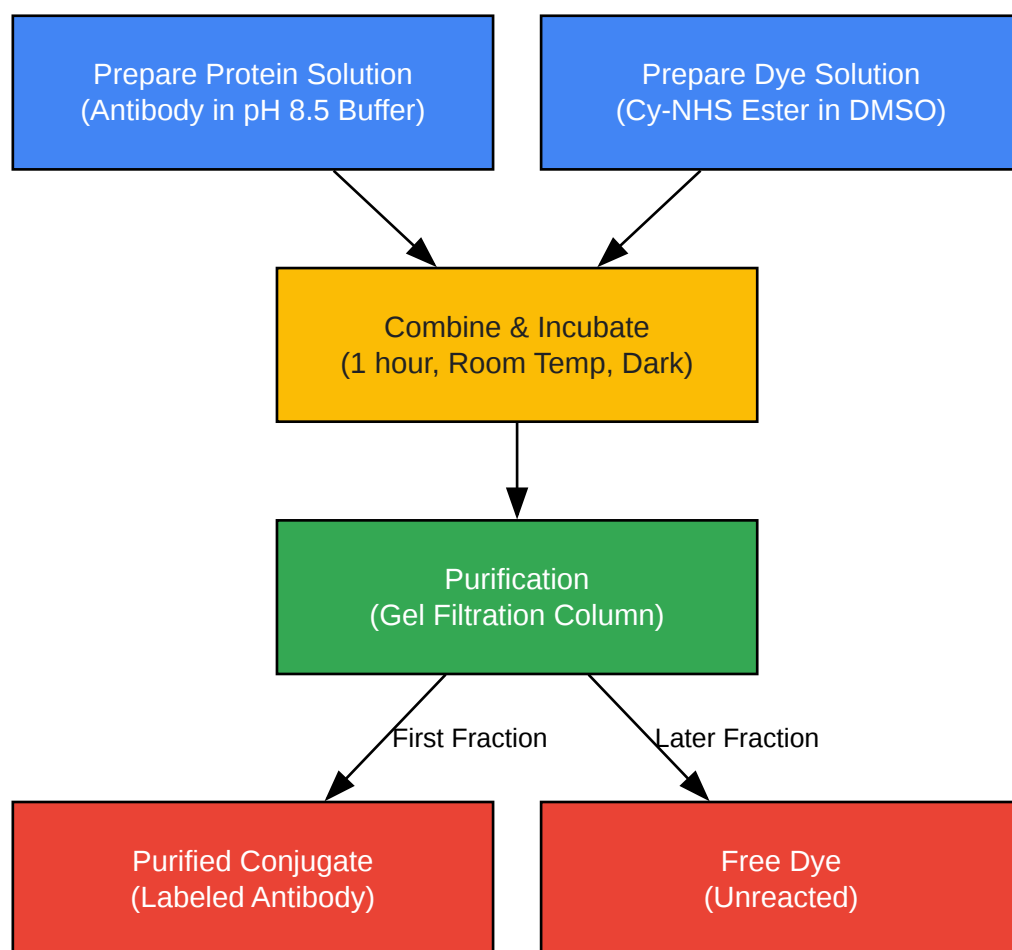 Prepare Protein Solution
(Antibody in pH 8.5 Buffer)
Prepare Dye Solution
(Cy-NHS Ester in DMSO)
Combine & Incubate
(1 hour, Room Temp, Dark)
Purification
(Gel Filtration Column)
First Fraction
Later Fraction
Purified Conjugate
(Labeled Antibody)
Free Dye
(Unreacted)